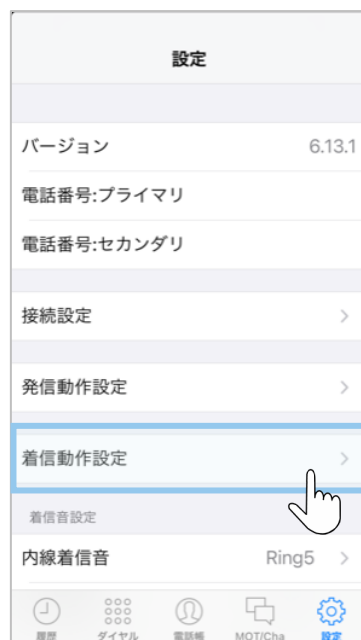 設定
バージョン 6.13.1
電話番号:プライマリ
電話番号:セカンダリ
接続設定
発信動作設定
着信動作設定
着信音設定
内線着信音 Ring5
履歴 ダイヤル 電話帳 MOT/Cha 設定